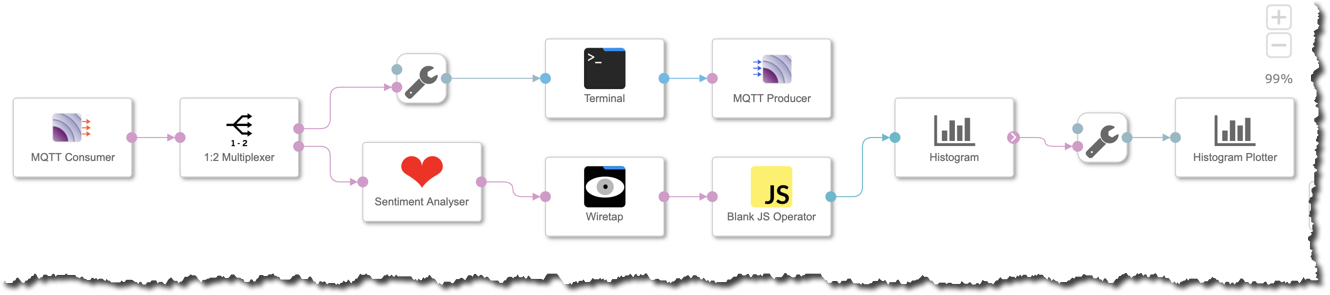 >_
Terminal
MQTT Producer
99%
MQTT Consumer
1 - 2
1:2 Multiplexer
Histogram
Histogram Plotter
Sentiment Analyser
Wiretap
JS
Blank JS Operator